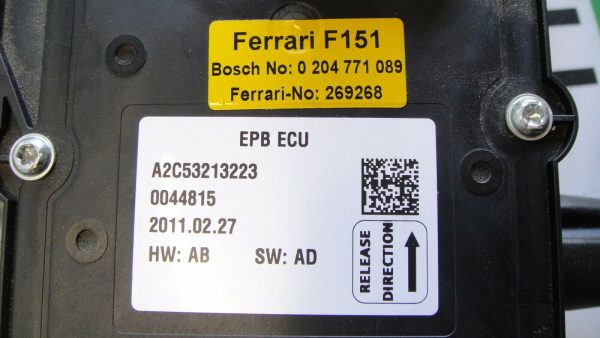 Ferrari F151
Bosch No: 0 204 771 089
Ferrari-No: 269268
EPB ECU
A2C53213223
0044815
2011.02.27
HW: AB SW: AD
RELEASE
DIRECTION